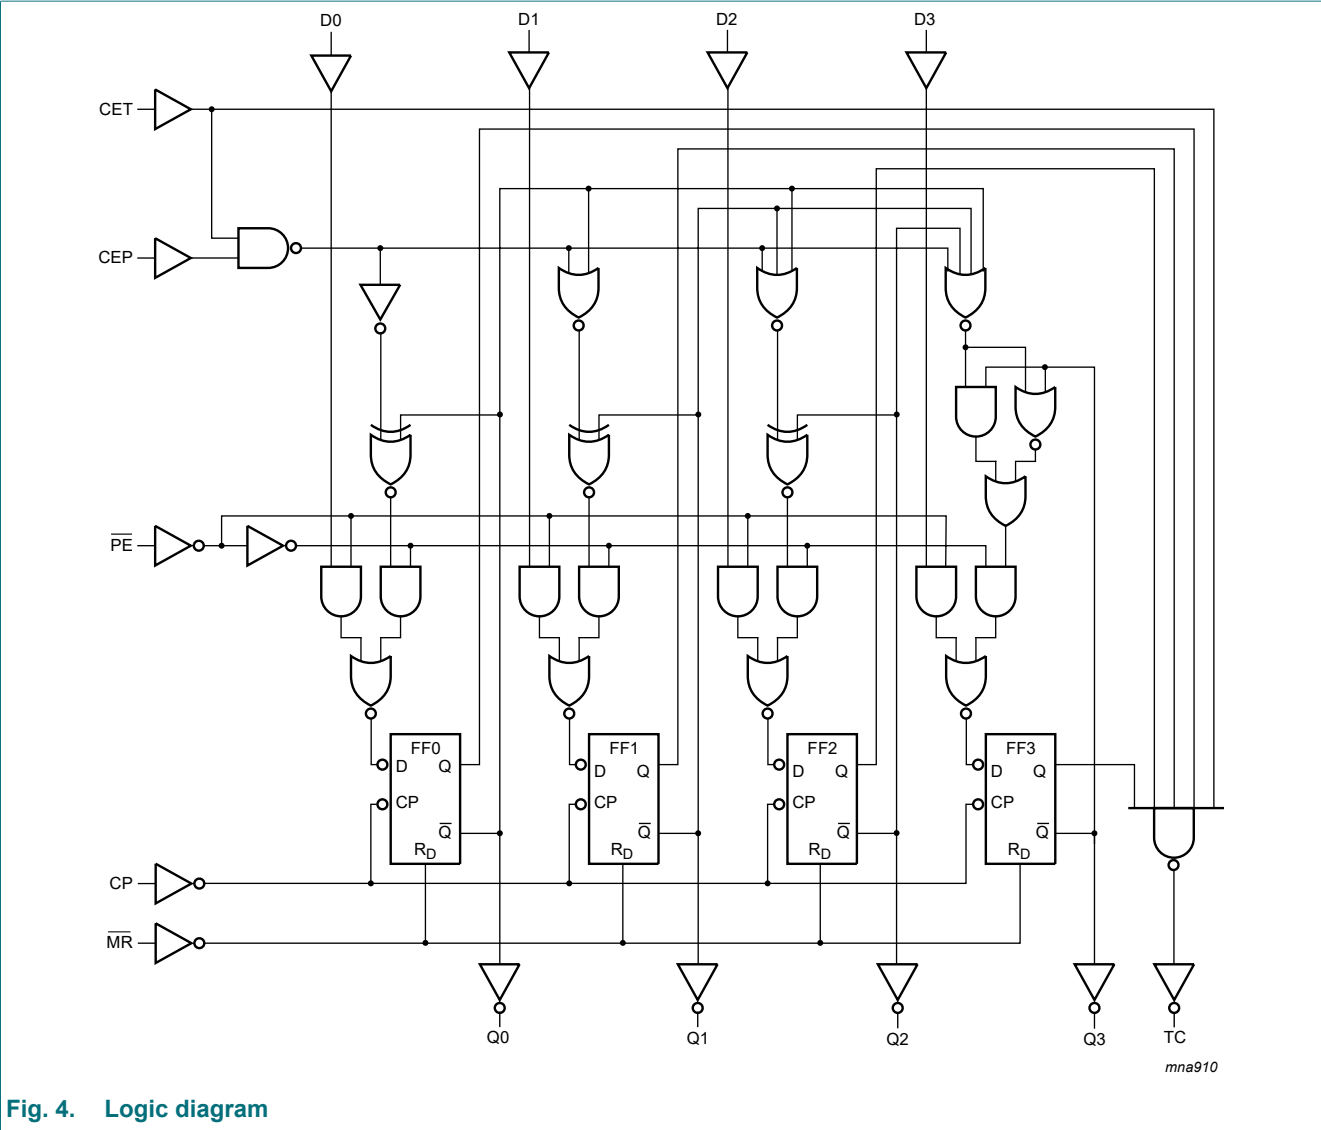 D0 D1 D2 D3
CET
CEP
PE
FF0 FF1 FF2 FF3
D Q D Q D Q D Q
CP CP CP CP
Q Q Q Q
RD RD RD RD
CP
MR
Q0 Q1 Q2 Q3 TC
mna910
Fig. 4. Logic diagram